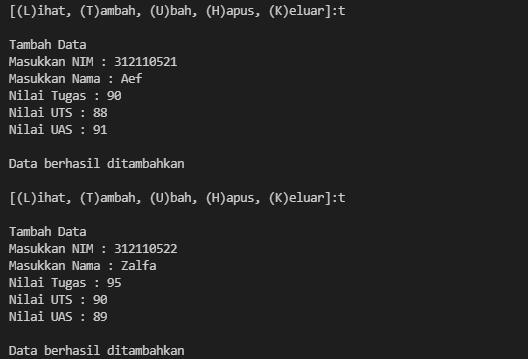 [(L)ihat, (T)ambah, (U)bah, (H)apus, (K)eluar]:t
Tambah Data
Masukkan NIM : 312110521
Masukkan Nama : Aef
Nilai Tugas : 90
Nilai UTS : 88
Nilai UAS : 91
Data berhasil ditambahkan
[(L)ihat, (T)ambah, (U)bah, (H)apus, (K)eluar]:t
Tambah Data
Masukkan NIM : 312110522
Masukkan Nama : Zalfa
Nilai Tugas : 95
Nilai UTS : 90
Nilai UAS : 89
Data berhasil ditambahkan